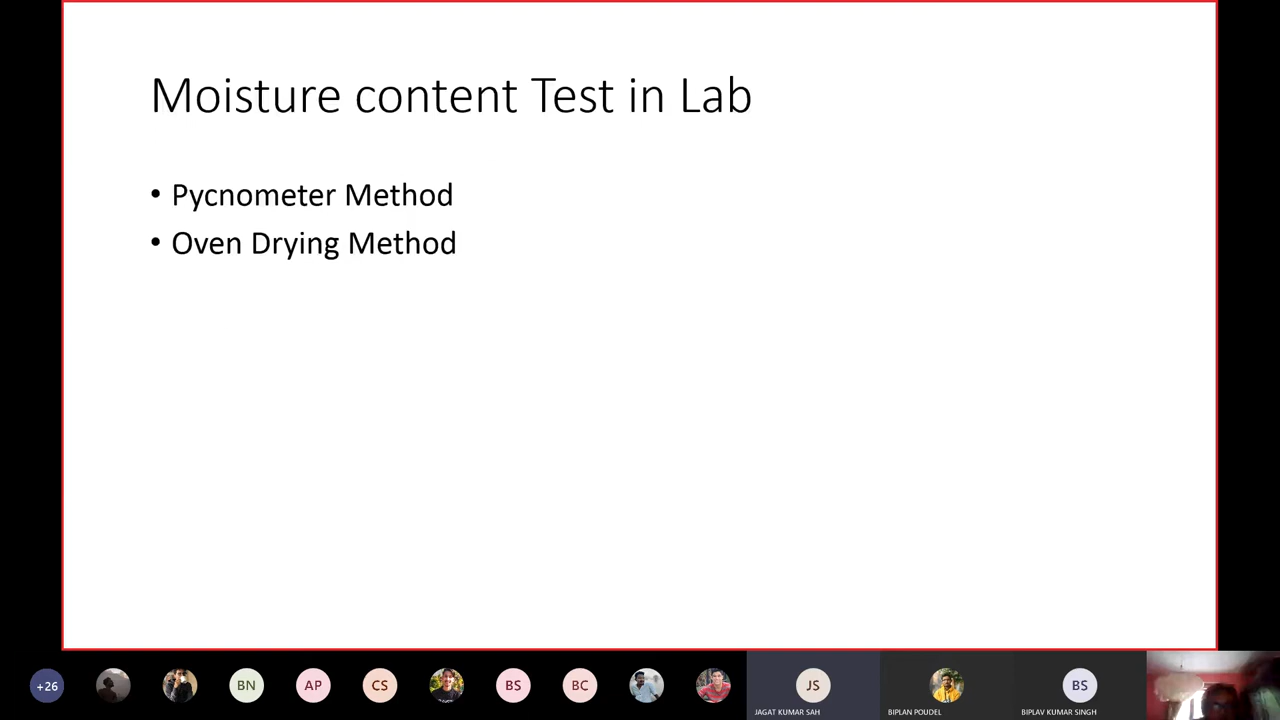 Moisture content Test in Lab
• Pycnometer Method
• Oven Drying Method
+26
BN
AP
CS
BS
BC
JS
BS
JAGAT KUMAR SAH
BIPLAN POUDEL
BIPLAV KUMAR SINGH